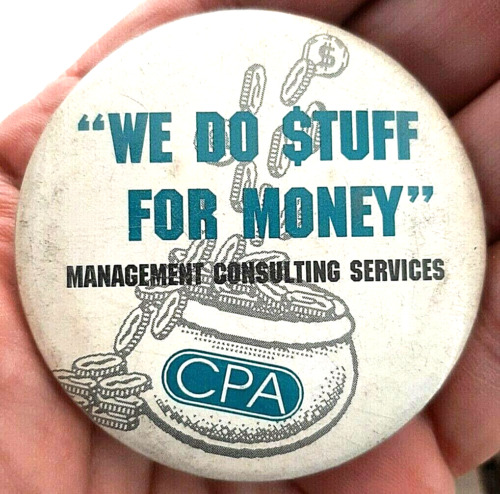 $
"WE DO $TUFF
FOR MONEY"
MANAGEMENT CONSULTING SERVICES
CPA